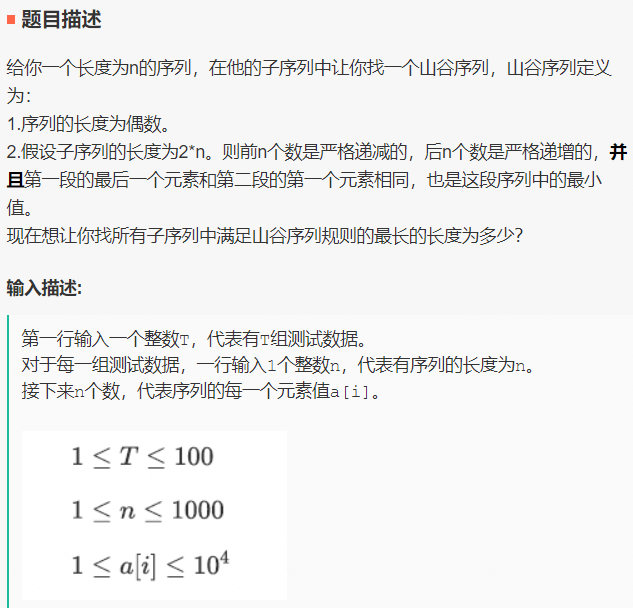 题目描述
给你一个长度为n的序列，在他的子序列中让你找一个山谷序列，山谷序列定义
为：
1.序列的长度为偶数。
2.假设子序列的长度为2*n。则前n个数是严格递减的，后n个数是严格递增的，并
且第一段的最后一个元素和第二段的第一个元素相同，也是这段序列中的最小
值。
现在想让你找所有子序列中满足山谷序列规则的最长的长度为多少？
输入描述:
第一行输入一个整数T，代表有T组测试数据。
对于每一组测试数据，一行输入1个整数n，代表有序列的长度为n。
接下来n个数，代表序列的每一个元素值a[i]。
1 ≤ T ≤ 100
1 ≤ n ≤ 1000
1 ≤ a[i] ≤ 10⁴